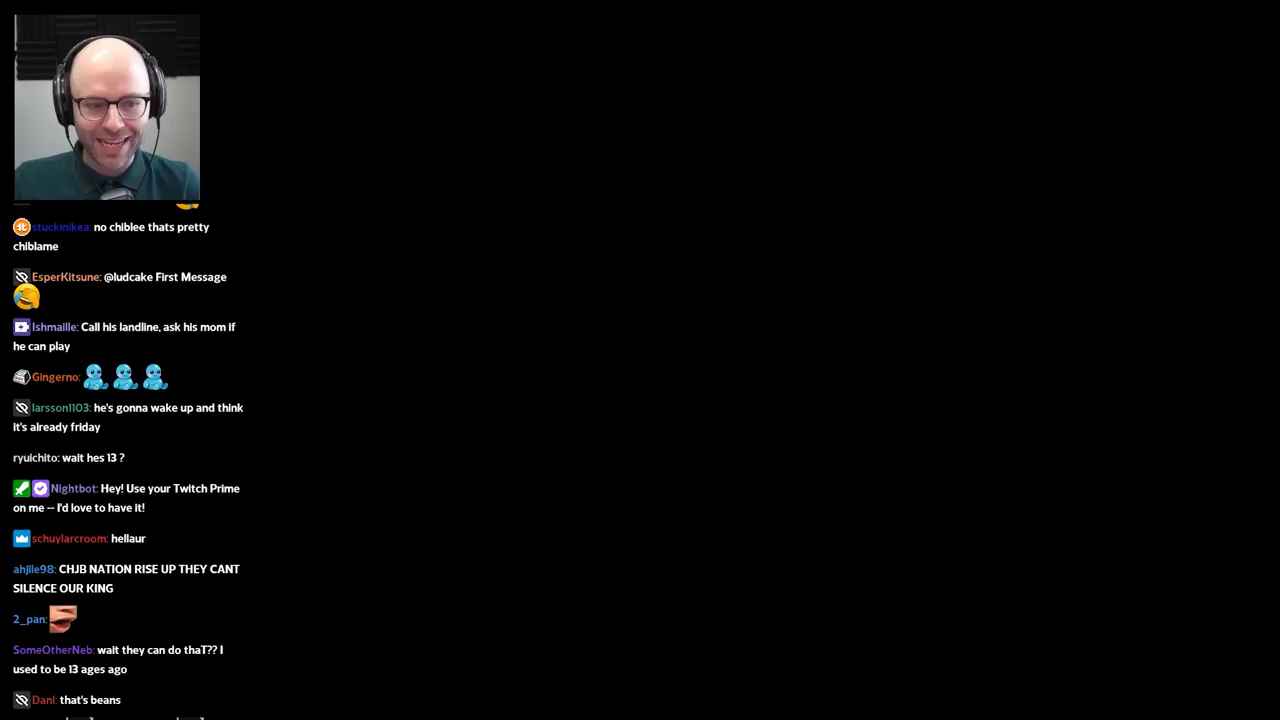 stuckinikea: no chiblee thats pretty
chiblame
EsperKitsune: @ludcake First Message
Ishmaille: Call his landline, ask his mom if
he can play
Gingerno:
larsson1103: he's gonna wake up and think
it's already friday
ryuichito: wait hes 13 ?
Nightbot: Hey! Use your Twitch Prime
on me -- I'd love to have it!
schuylarcroom: hellaur
ahjile98: CHJB NATION RISE UP THEY CANT
SILENCE OUR KING
2_pan:
SomeOtherNeb: wait they can do thaT?? I
used to be 13 ages ago
Danl: that's beans